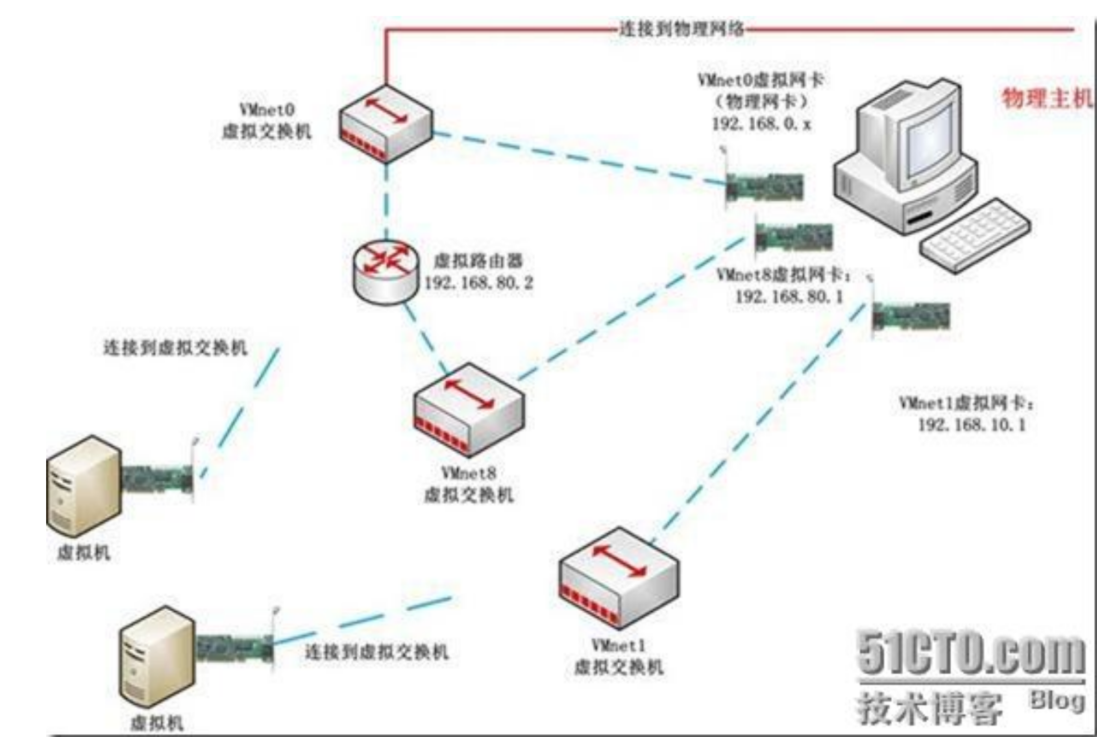 连接到物理网络
VMnet0虚拟网卡
（物理网卡）
192.168.0.x
物理主机
VMnet0
虚拟交换机
虚拟路由器
192.168.80.2
VMnet8虚拟网卡：
192.168.80.1
连接到虚拟交换机
VMnet1虚拟网卡：
192.168.10.1
VMnet8
虚拟交换机
虚拟机
连接到虚拟交换机
VMnet1
虚拟交换机
虚拟机
51CTO.com
技术博客 Blog